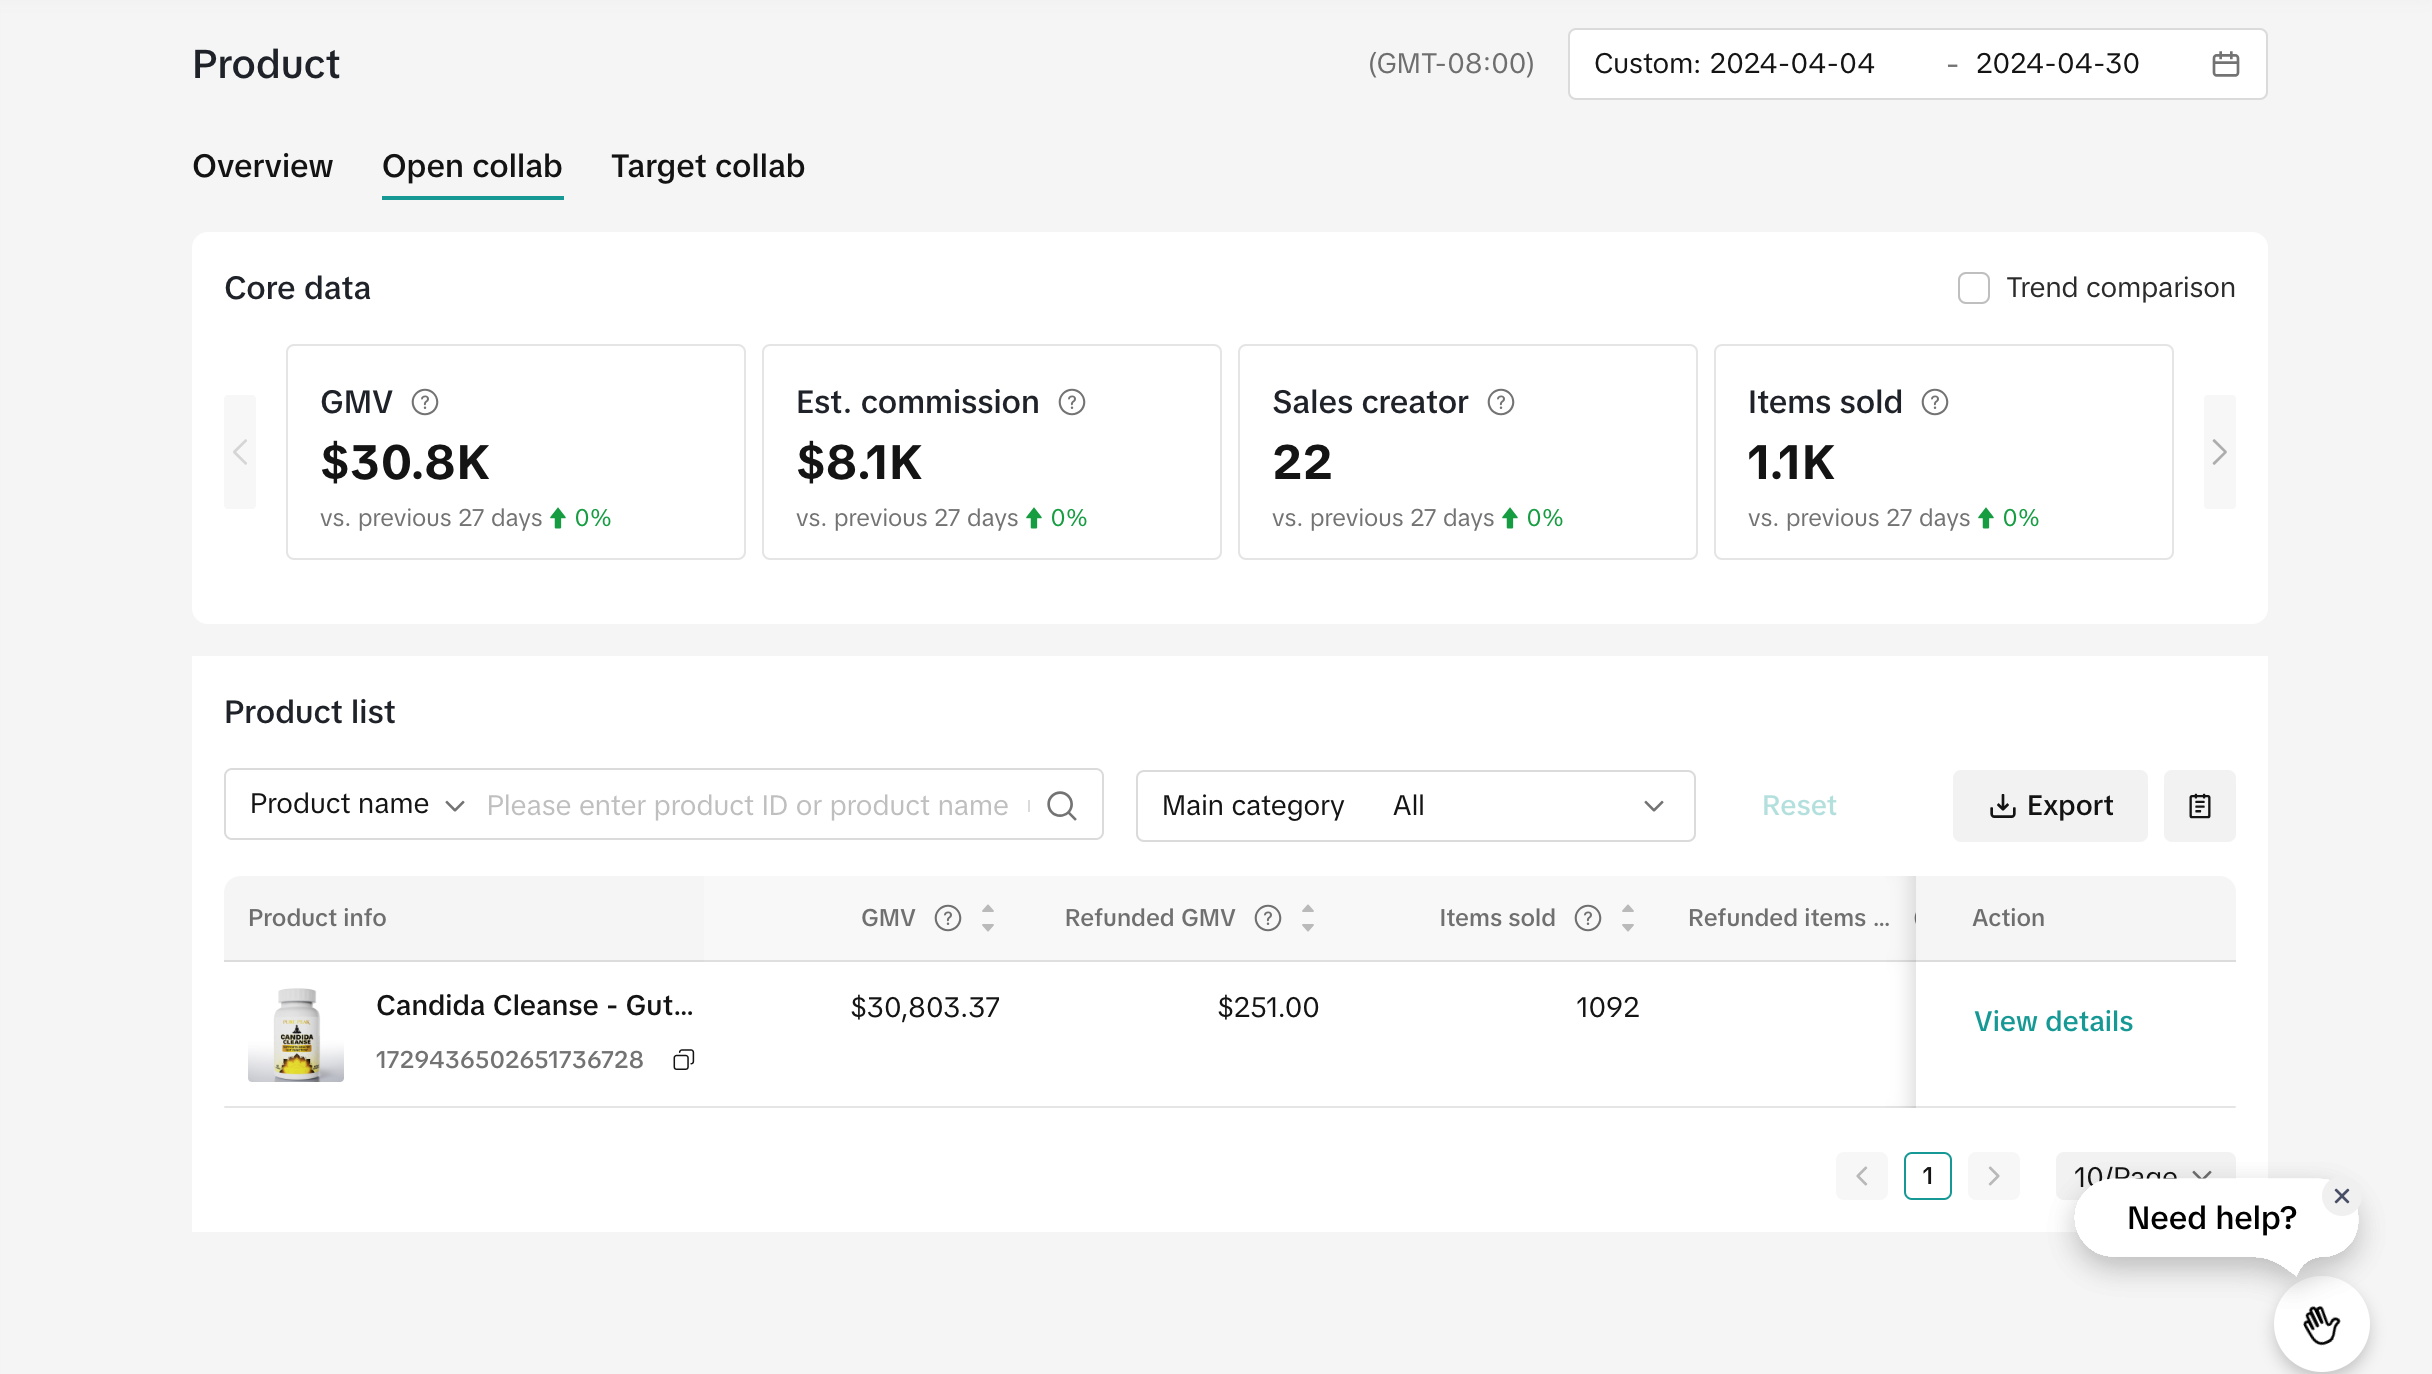 Product
(GMT-08:00)
Custom: 2024-04-04 - 2024-04-30
Overview
Open collab
Target collab
Core data
Trend comparison
GMV
$30.8K
vs. previous 27 days 0%
Est. commission
$8.1K
vs. previous 27 days 0%
Sales creator
22
vs. previous 27 days 0%
Items sold
1.1K
vs. previous 27 days 0%
Product list
Product name
Please enter product ID or product name
Main category
All
Reset
Export
Product info
GMV
Refunded GMV
Items sold
Refunded items ...
Action
CANDIDA
CLEANSE
Candida Cleanse - Gut...
1729436502651736728
$30,803.37
$251.00
1092
View details
1
10/Page
Need help?